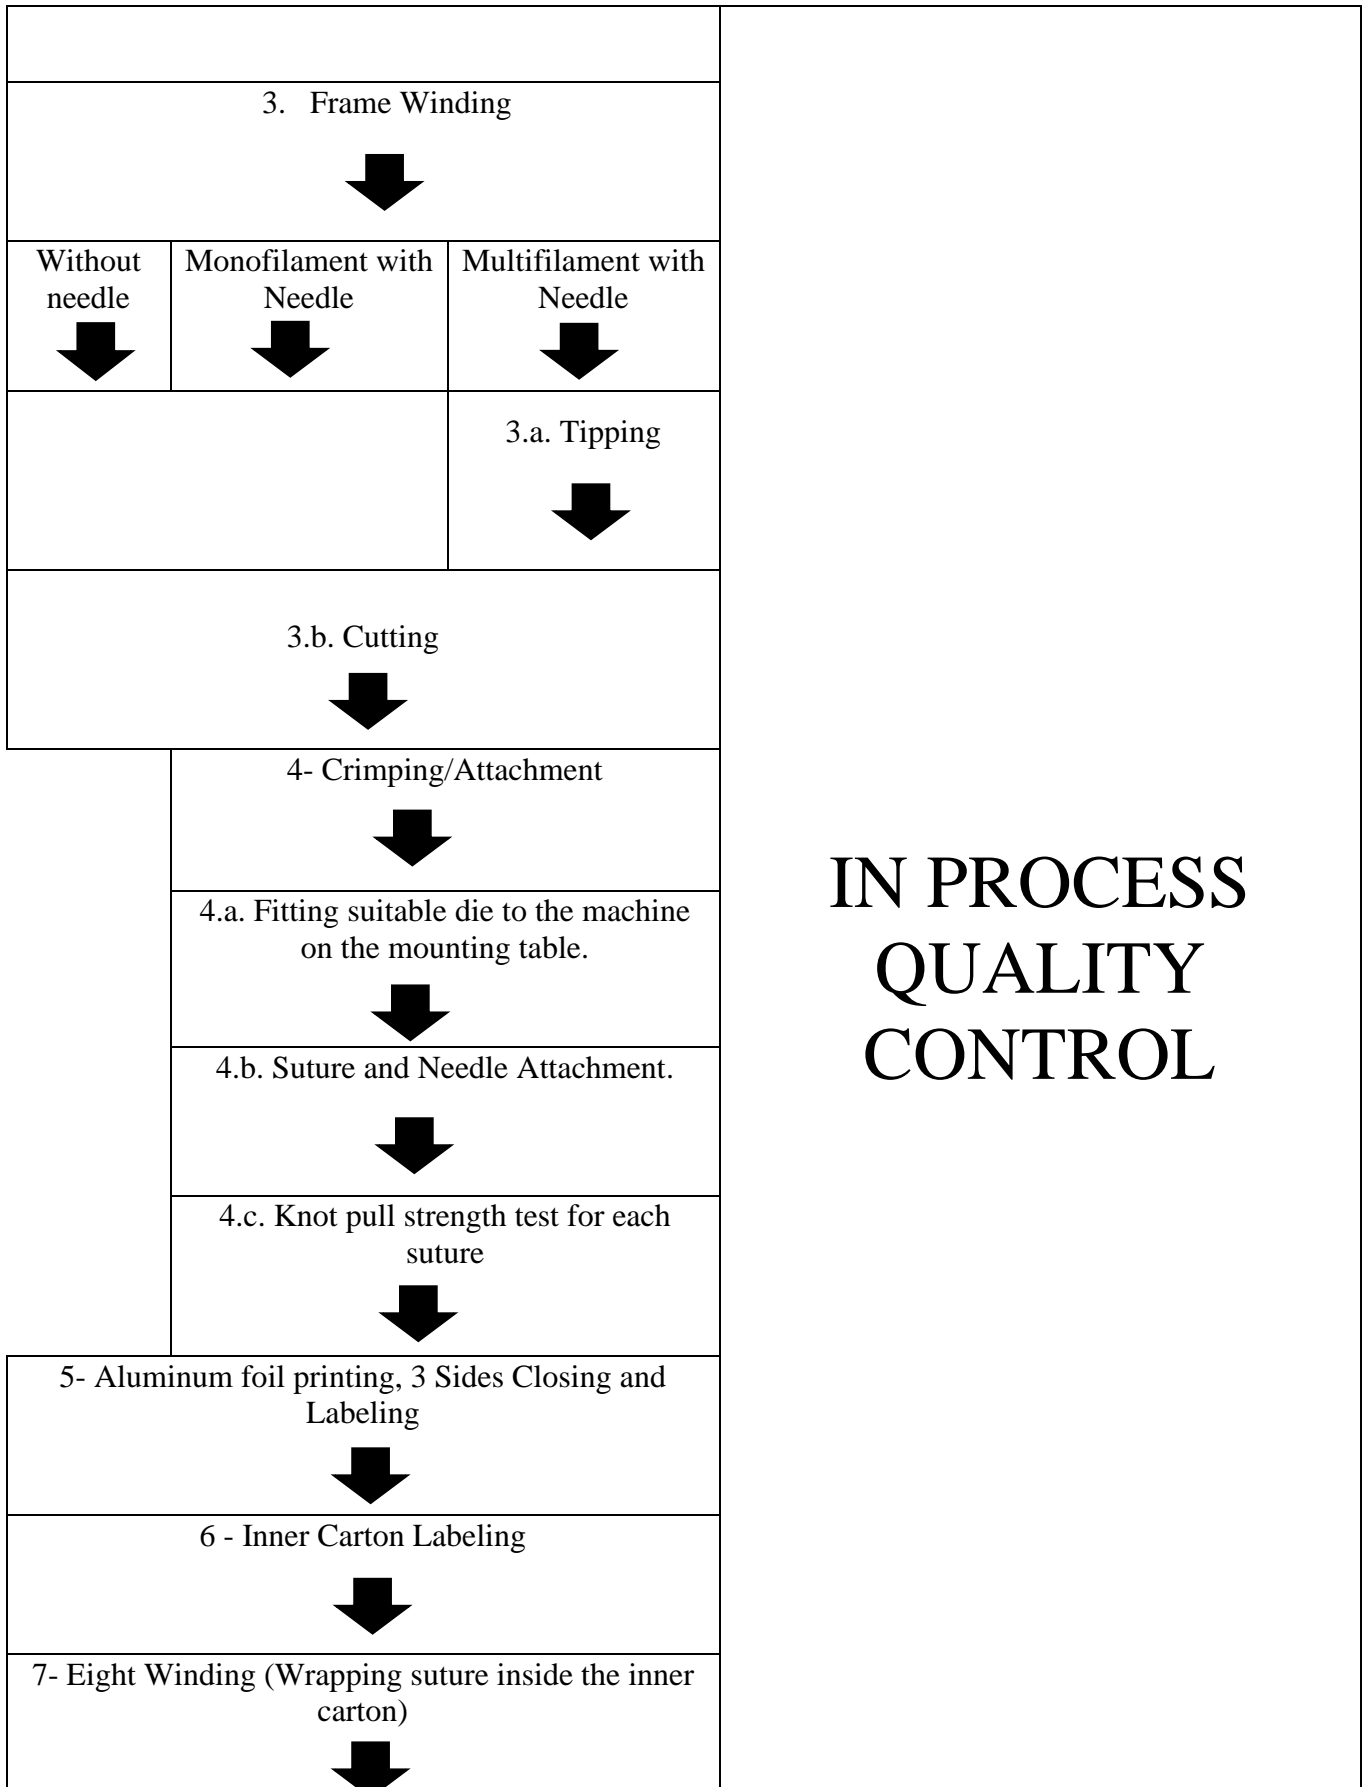 3. Frame Winding
Without
needle
Monofilament with
Needle
Multifilament with
Needle
3.a. Tipping
3.b. Cutting
4- Crimping/Attachment
4.a. Fitting suitable die to the machine
on the mounting table.
4.b. Suture and Needle Attachment.
4.c. Knot pull strength test for each
suture
5- Aluminum foil printing, 3 Sides Closing and
Labeling
6 - Inner Carton Labeling
7- Eight Winding (Wrapping suture inside the inner
carton)
IN PROCESS
QUALITY
CONTROL